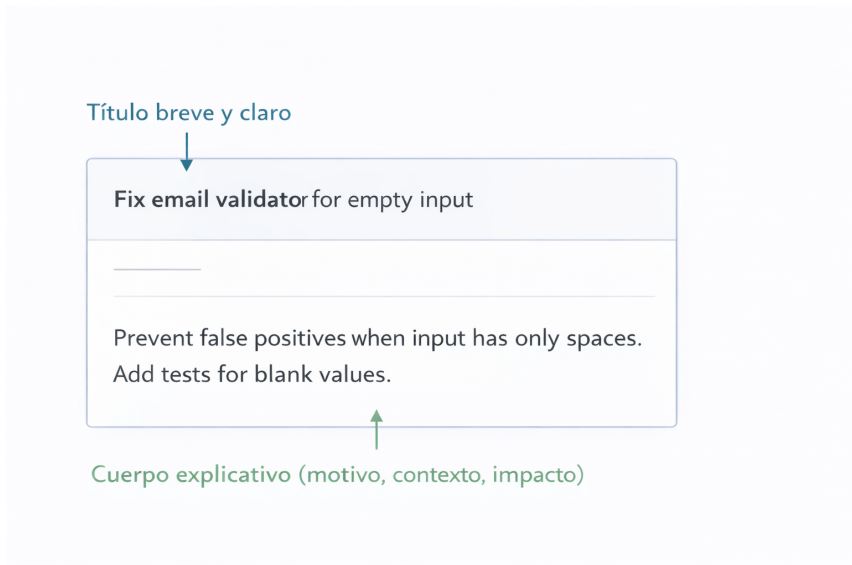 Título breve y claro
Fix email validator for empty input
Prevent false positives when input has only spaces.
Add tests for blank values.
Cuerpo explicativo (motivo, contexto, impacto)